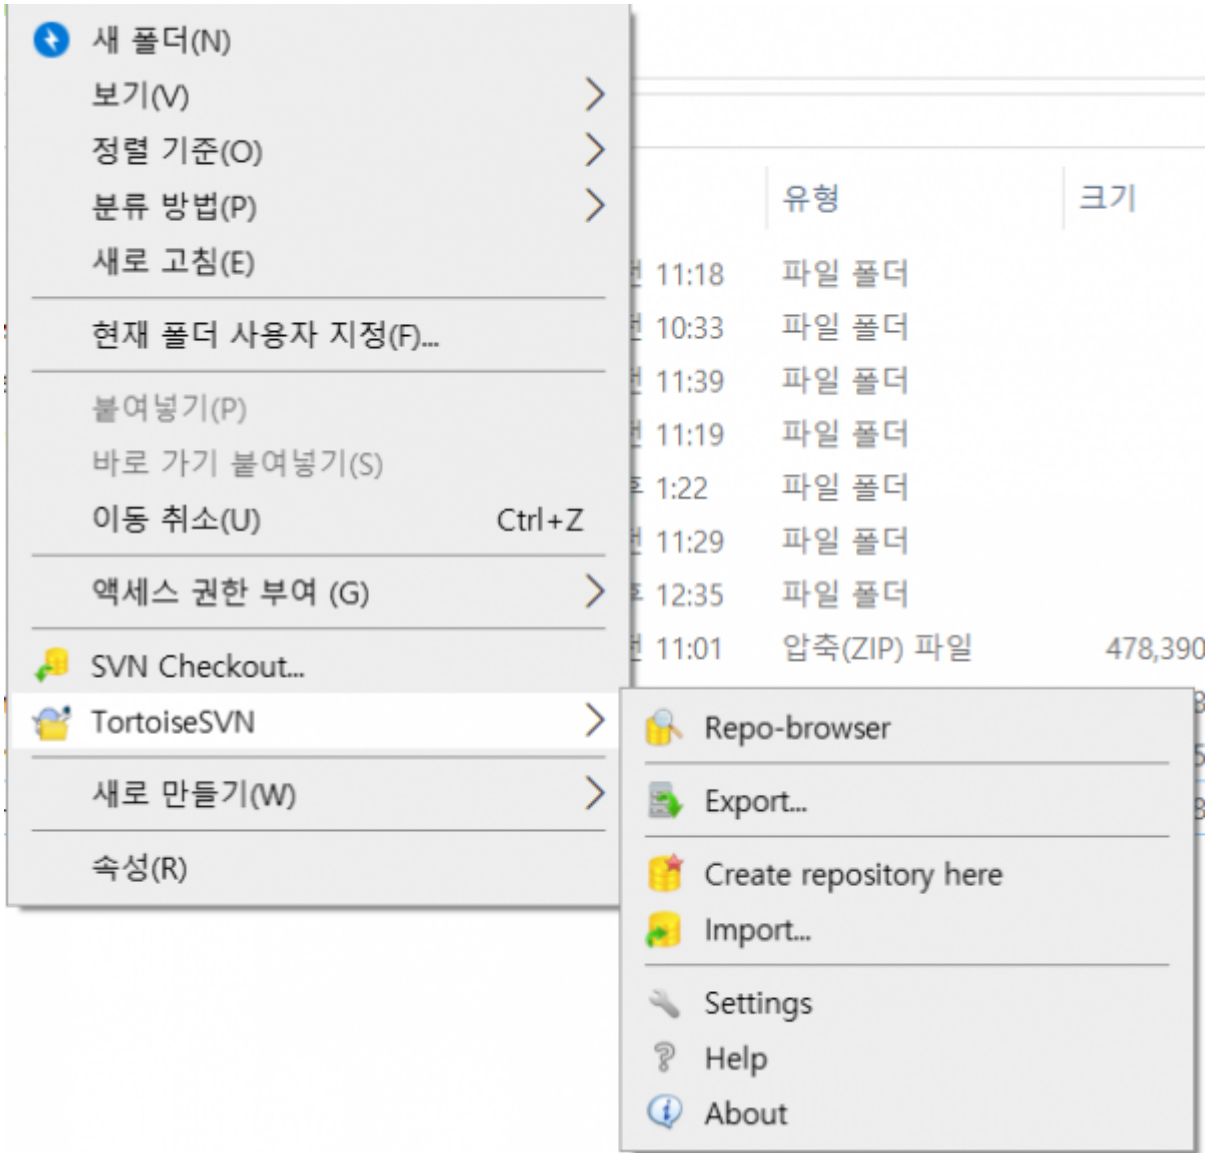 새 폴더(N)
보기(V)
정렬 기준(O)
분류 방법(P)
새로 고침(E)
현재 폴더 사용자 지정(F)...
붙여넣기(P)
바로 가기 붙여넣기(S)
이동 취소(U) Ctrl+Z
액세스 권한 부여 (G)
SVN Checkout...
TortoiseSVN
새로 만들기(W)
속성(R)
유형 크기
11:18 파일 폴더
10:33 파일 폴더
11:39 파일 폴더
11:19 파일 폴더
1:22 파일 폴더
11:29 파일 폴더
12:35 파일 폴더
11:01 압축(ZIP) 파일 478,390
Repo-browser
Export...
Create repository here
Import...
Settings
Help
About